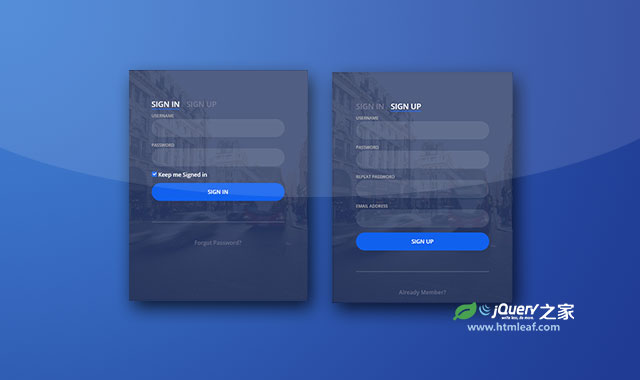 SIGN IN SIGN UP
USERNAME
PASSWORD
Keep me Signed in
SIGN IN
Forgot Password?
SIGN IN SIGN UP
USERNAME
PASSWORD
REPEAT PASSWORD
EMAIL ADDRESS
SIGN UP
Already Member?
jQuery之家
write less, do more.
www.htmleaf.com